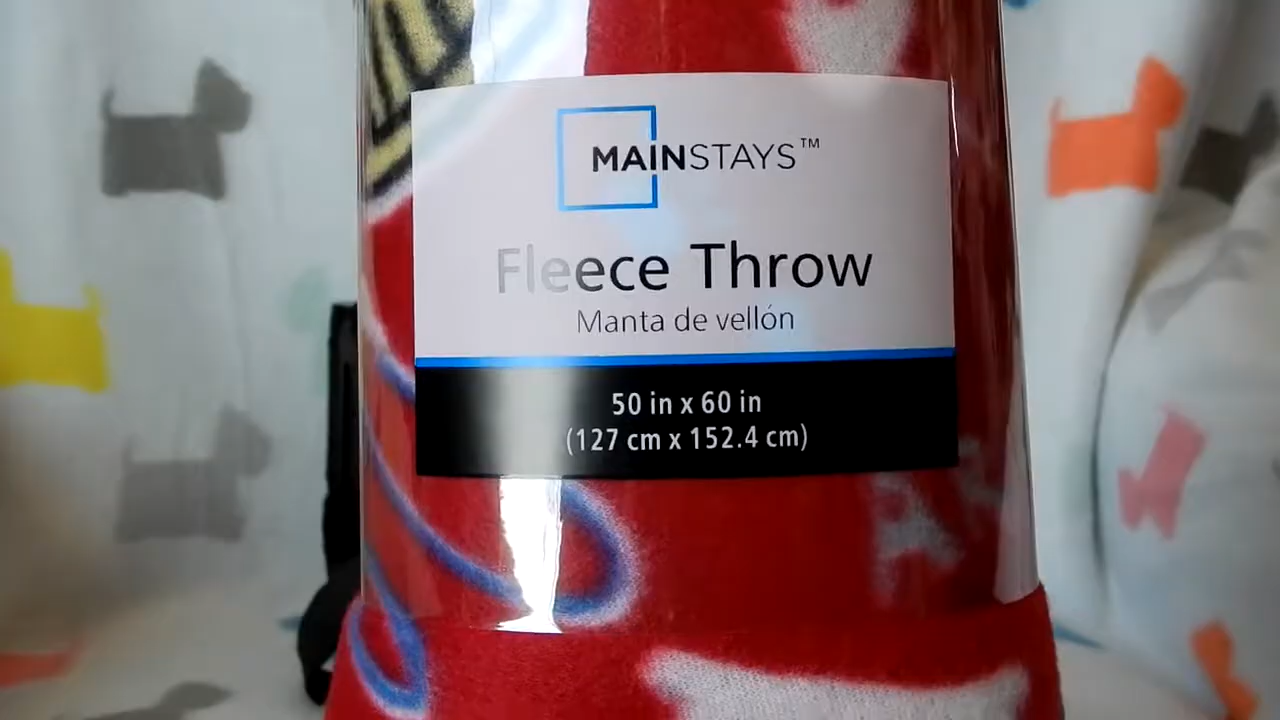 MAINSTAYS™
Fleece Throw
Manta de vellón
50 in x 60 in
(127 cm x 152.4 cm)